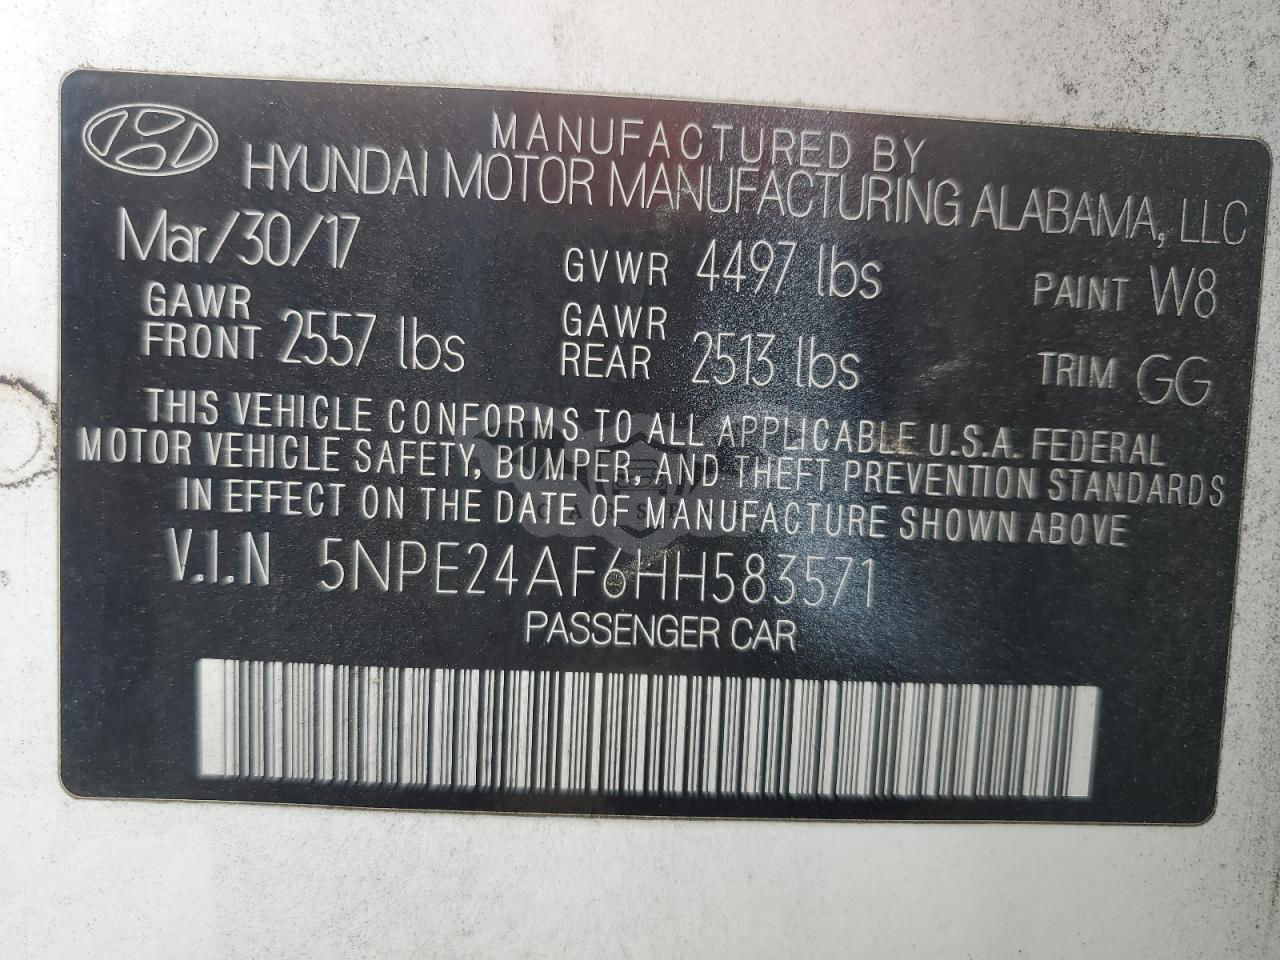 MANUFACTURED BY
HYUNDAI MOTOR MANUFACTURING ALABAMA, LLC
Mar/30/17 GVWR 4497 lbs PAINT W8
GAWR FRONT 2557 lbs GAWR REAR 2513 lbs TRIM GG
THIS VEHICLE CONFORMS TO ALL APPLICABLE U.S.A. FEDERAL
MOTOR VEHICLE SAFETY, BUMPER, AND THEFT PREVENTION STANDARDS
IN EFFECT ON THE DATE OF MANUFACTURE SHOWN ABOVE
V.I.N 5NPE24AF6HH583571
PASSENGER CAR